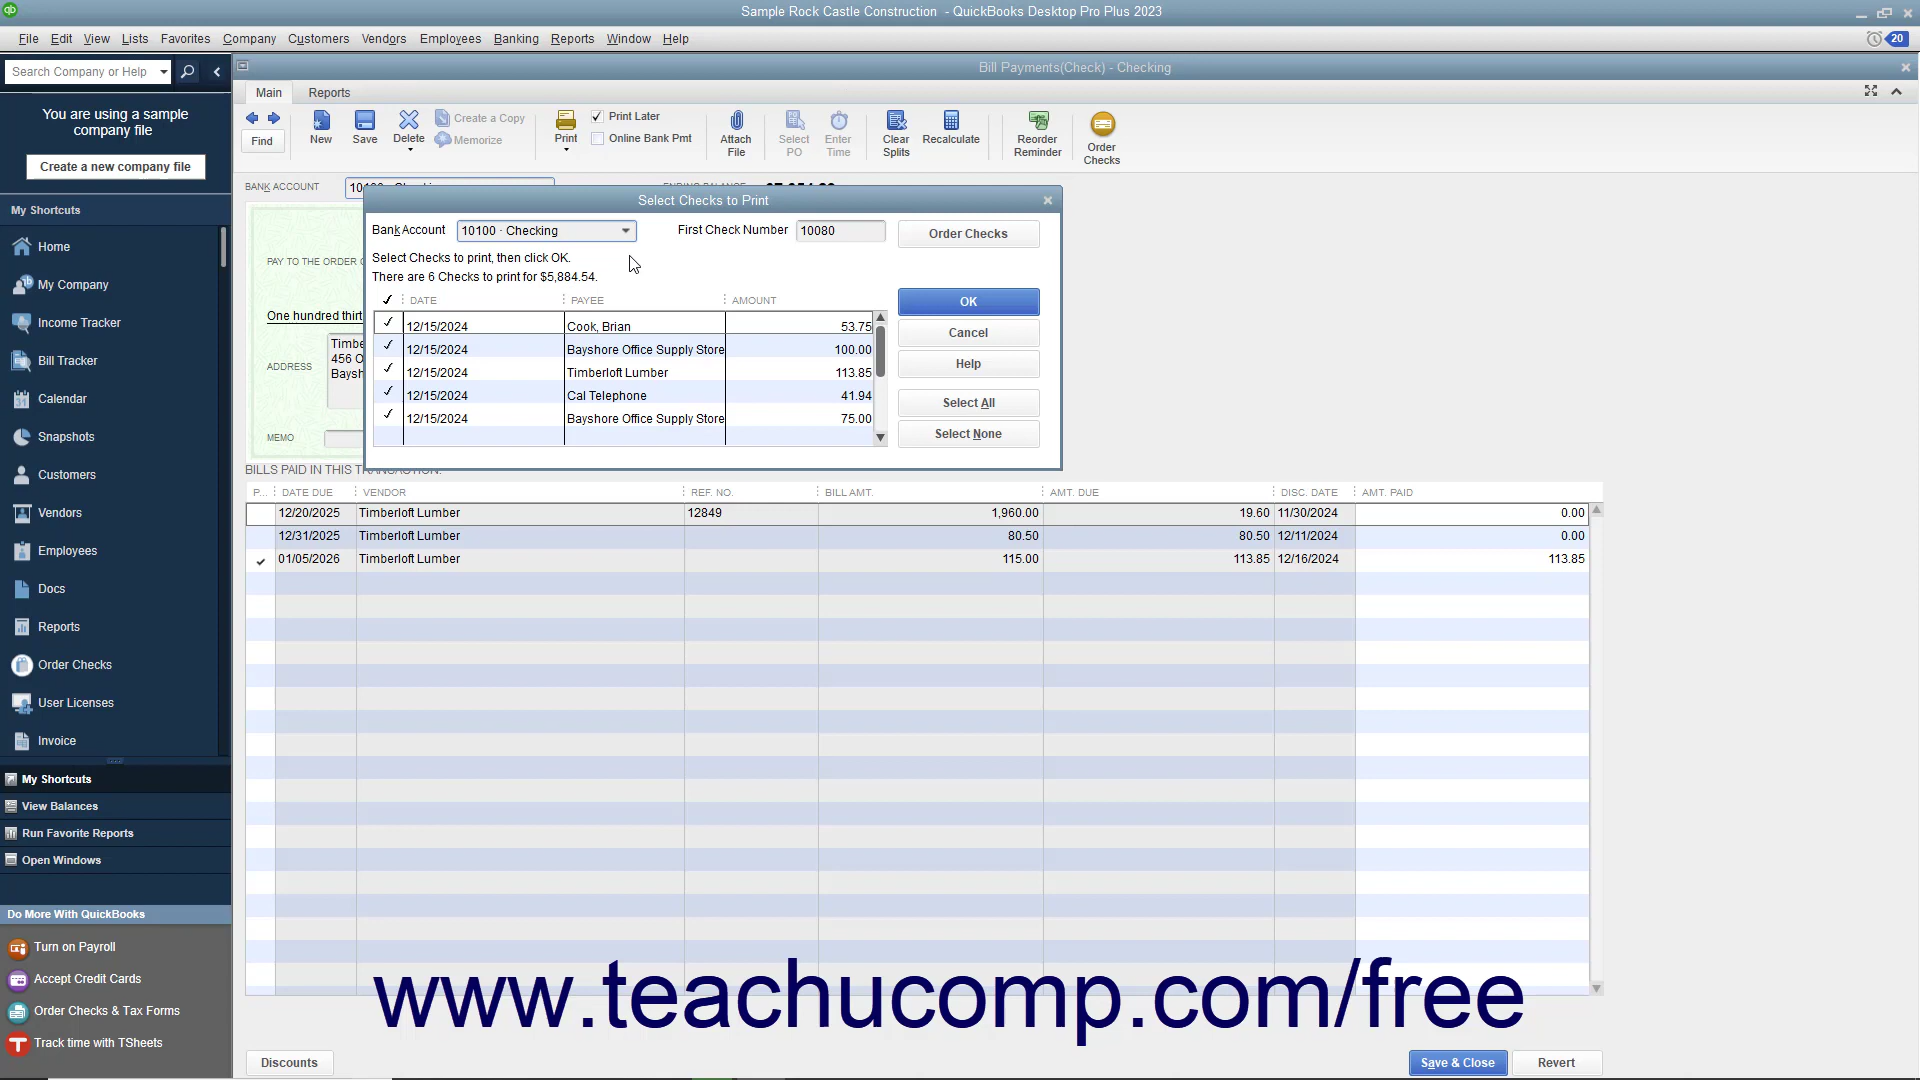 Sample Rock Castle Construction - QuickBooks Desktop Pro Plus 2023
File Edit View Lists Favorites Company Customers Vendors Employees Banking Reports Window Help
20
Search Company or Help
Bill Payments(Check) - Checking
You are using a sample
company file
Create a new company file
Main Reports
Find
New
Save
Delete
Create a Copy
Memorize
Print
Print Later
Online Bank Pmt
Attach
File
Select
PO
Enter
Time
Clear
Splits
Recalculate
Reorder
Reminder
Order
Checks
My Shortcuts
Home
My Company
Income Tracker
Bill Tracker
Calendar
Snapshots
Customers
Vendors
Employees
Docs
Reports
Order Checks
User Licenses
Invoice
My Shortcuts
View Balances
Run Favorite Reports
Open Windows
Do More With QuickBooks
Turn on Payroll
Accept Credit Cards
Order Checks & Tax Forms
Track time with TSheets
BANK ACCOUNT
PAY TO THE ORDER
One hundred thirt
ADDRESS
Timbe
456 O
Baysh
MEMO
Select Checks to Print
Bank Account 10100 · Checking First Check Number 10080
Order Checks
Select Checks to print, then click OK.
There are 6 Checks to print for $5,884.54.
✓ DATE PAYEE AMOUNT
✓ 12/15/2024 Cook, Brian 53.75
✓ 12/15/2024 Bayshore Office Supply Store 100.00
✓ 12/15/2024 Timberloft Lumber 113.85
✓ 12/15/2024 Cal Telephone 41.94
✓ 12/15/2024 Bayshore Office Supply Store 75.00
OK
Cancel
Help
Select All
Select None
BILLS PAID IN THIS TRANSACTION:
P... DATE DUE VENDOR REF. NO. BILL AMT. AMT. DUE DISC. DATE AMT. PAID
12/20/2025 Timberloft Lumber 12849 1,960.00 19.60 11/30/2024 0.00
12/31/2025 Timberloft Lumber 80.50 80.50 12/11/2024 0.00
✓ 01/05/2026 Timberloft Lumber 115.00 113.85 12/16/2024 113.85
www.teachucomp.com/free
Discounts
Save & Close
Revert